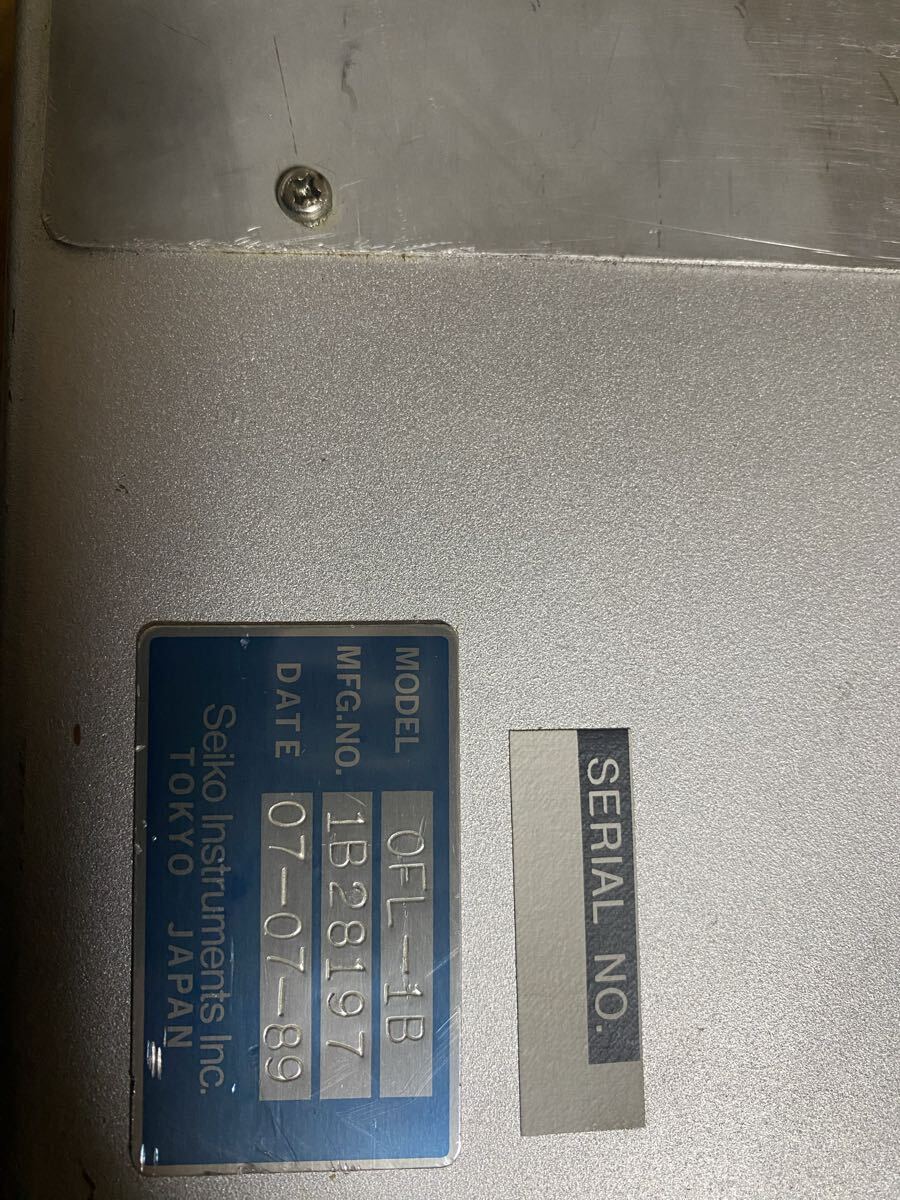 MODEL OFL-1B
MFG.NO. 1B28197
DATE 07-07-89
Seiko Instruments Inc.
TOKYO JAPAN
SERIAL NO.